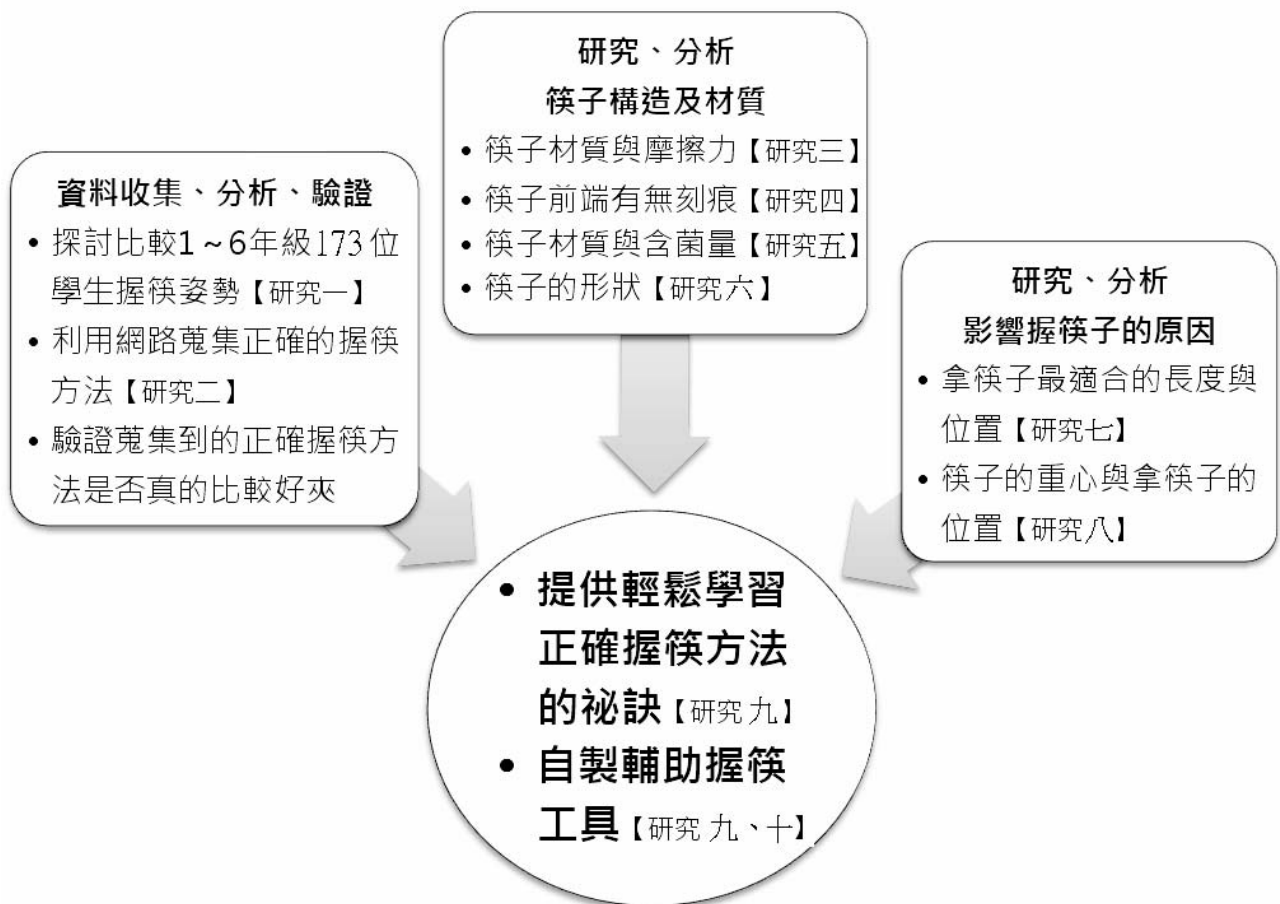 研究、分析
筷子構造及材質
• 筷子材質與摩擦力【研究三】
• 筷子前端有無刻痕【研究四】
• 筷子材質與含菌量【研究五】
• 筷子的形狀【研究六】
資料收集、分析、驗證
• 探討比較1～6年級173位
學生握筷姿勢【研究一】
• 利用網路蒐集正確的握筷
方法【研究二】
• 驗證蒐集到的正確握筷方
法是否真的比較好夾
研究、分析
影響握筷子的原因
• 拿筷子最適合的長度與
位置【研究七】
• 筷子的重心與拿筷子的
位置【研究八】
• 提供輕鬆學習
正確握筷方法
的祕訣【研究 九】
• 自製輔助握筷
工具【研究 九、十】